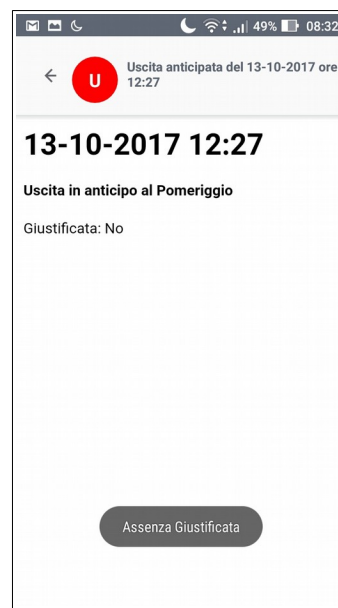 49% 08:32
U
Uscita anticipata del 13-10-2017 ore
12:27
13-10-2017 12:27
Uscita in anticipo al Pomeriggio
Giustificata: No
Assenza Giustificata